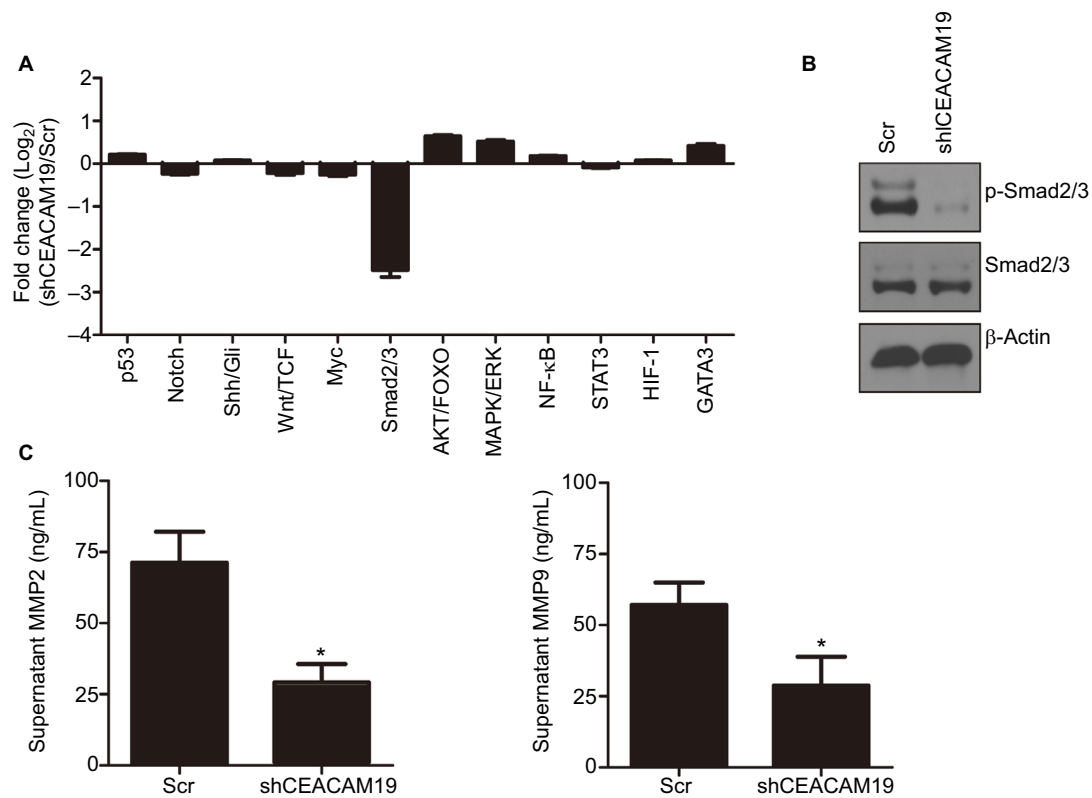 A
Fold change (Log₂)
(shCEACAM19/Scr)
2
1
0
–1
–2
–3
–4
p53
Notch
Shh/Gli
Wnt/TCF
Myc
Smad2/3
AKT/FOXO
MAPK/ERK
NF-κB
STAT3
HIF-1
GATA3
B
Scr
shICEACAM19
p-Smad2/3
Smad2/3
β-Actin
C
Supernatant MMP2 (ng/mL)
100
75
50
25
0
*
Scr
shCEACAM19
Supernatant MMP9 (ng/mL)
100
75
50
25
0
*
Scr
shCEACAM19